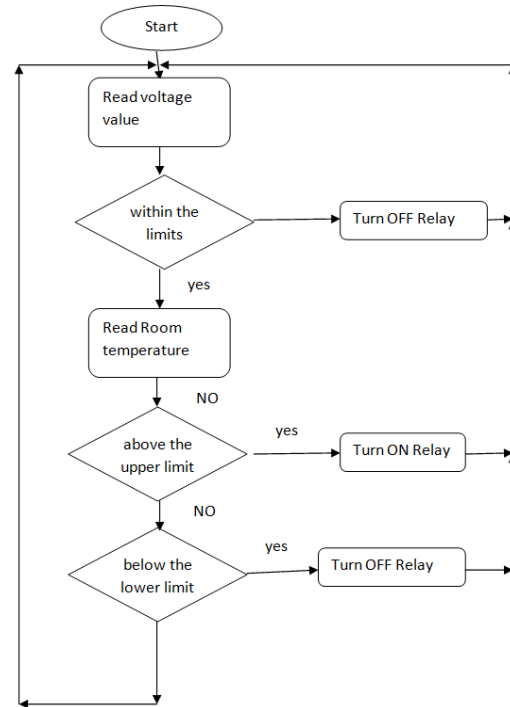 Start
Read voltage
value
within the
limits
Turn OFF Relay
yes
Read Room
temperature
NO
above the
upper limit
yes
Turn ON Relay
NO
below the
lower limit
yes
Turn OFF Relay